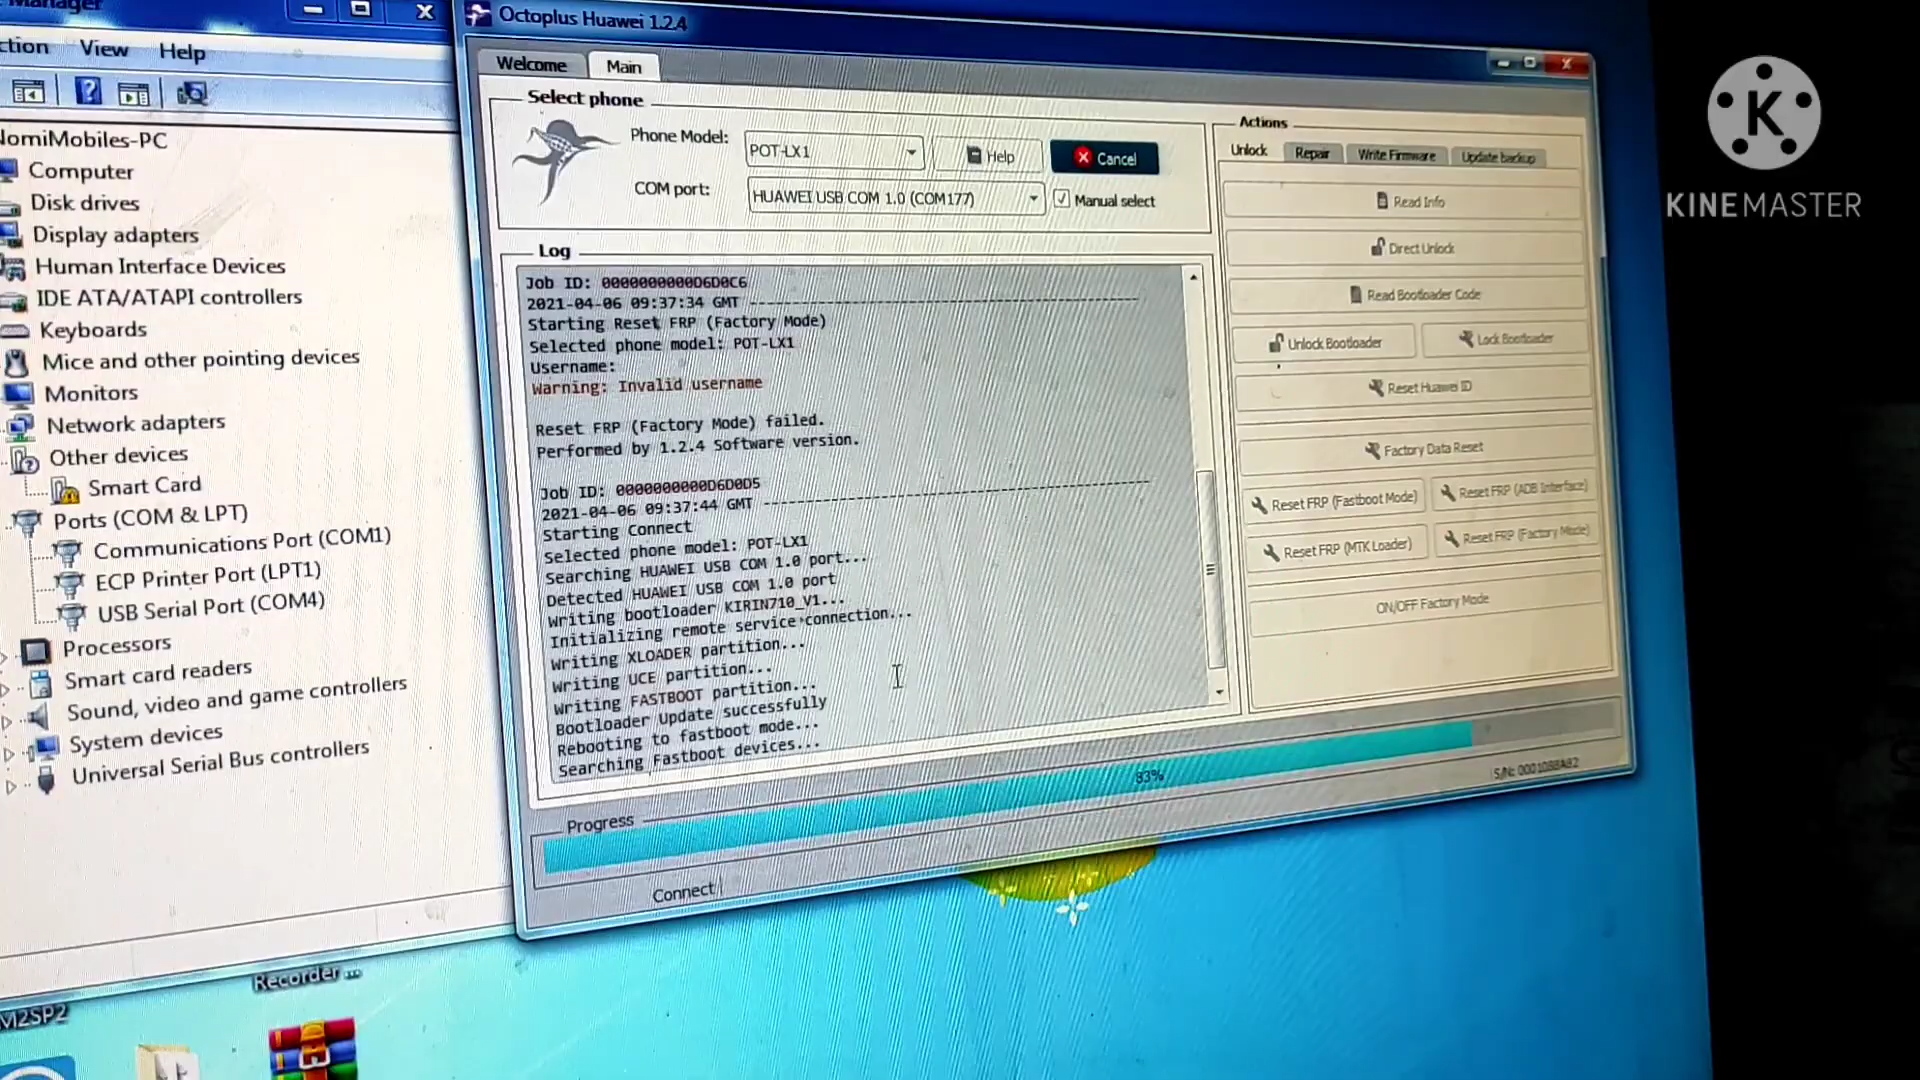 Manager
View
Help
NomiMobiles-PC
Computer
Disk drives
Display adapters
Human Interface Devices
IDE ATA/ATAPI controllers
Keyboards
Mice and other pointing devices
Monitors
Network adapters
Other devices
Smart Card
Ports (COM & LPT)
Communications Port (COM1)
ECP Printer Port (LPT1)
USB Serial Port (COM4)
Processors
Smart card readers
Sound, video and game controllers
System devices
Universal Serial Bus controllers
Recorder ...
M2SP2
Octoplus Huawei 1.2.4
Welcome
Main
Select phone
Phone Model:
POT-LX1
Help
Cancel
COM port:
HUAWEI USB COM 1.0 (COM177)
Manual select
Log
Job ID: 0000000000D6D0C6
2021-04-06 09:37:34 GMT
Starting Reset FRP (Factory Mode)
Selected phone model: POT-LX1
Username:
Warning: Invalid username
Reset FRP (Factory Mode) failed.
Performed by 1.2.4 Software version.
Job ID: 0000000000D6D0D5
2021-04-06 09:37:44 GMT
Starting Connect
Selected phone model: POT-LX1
Searching HUAWEI USB COM 1.0 port...
Detected HUAWEI USB COM 1.0 port
Writing bootloader KIRIN710_V1...
Initializing remote service connection...
Writing XLOADER partition...
Writing UCE partition...
Writing FASTBOOT partition...
Bootloader Update successfully
Rebooting to fastboot mode...
Searching Fastboot devices...
Actions
Unlock
Repair
Write Firmware
Update backup
Read Info
Direct Unlock
Read Bootloader Code
Unlock Bootloader
Lock Bootloader
Reset Huawei ID
Factory Data Reset
Reset FRP (Fastboot Mode)
Reset FRP (ADB Interface)
Reset FRP (MTK Loader)
Reset FRP (Factory Mode)
ON/OFF Factory Mode
83%
Progress
Connect
K
KINEMASTER